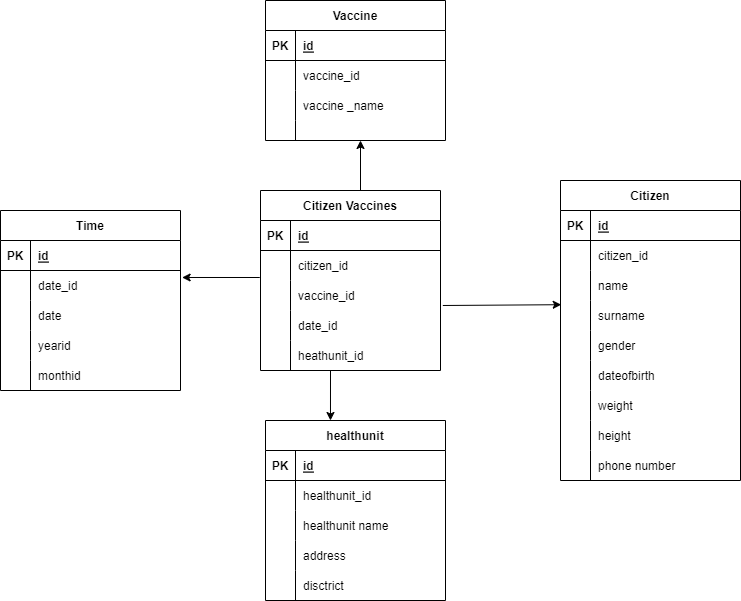 Vaccine
PK id
vaccine_id
vaccine _name
Citizen Vaccines
PK id
citizen_id
vaccine_id
date_id
heathunit_id
Time
PK id
date_id
date
yearid
monthid
Citizen
PK id
citizen_id
name
surname
gender
dateofbirth
weight
height
phone number
healthunit
PK id
healthunit_id
healthunit name
address
disctrict